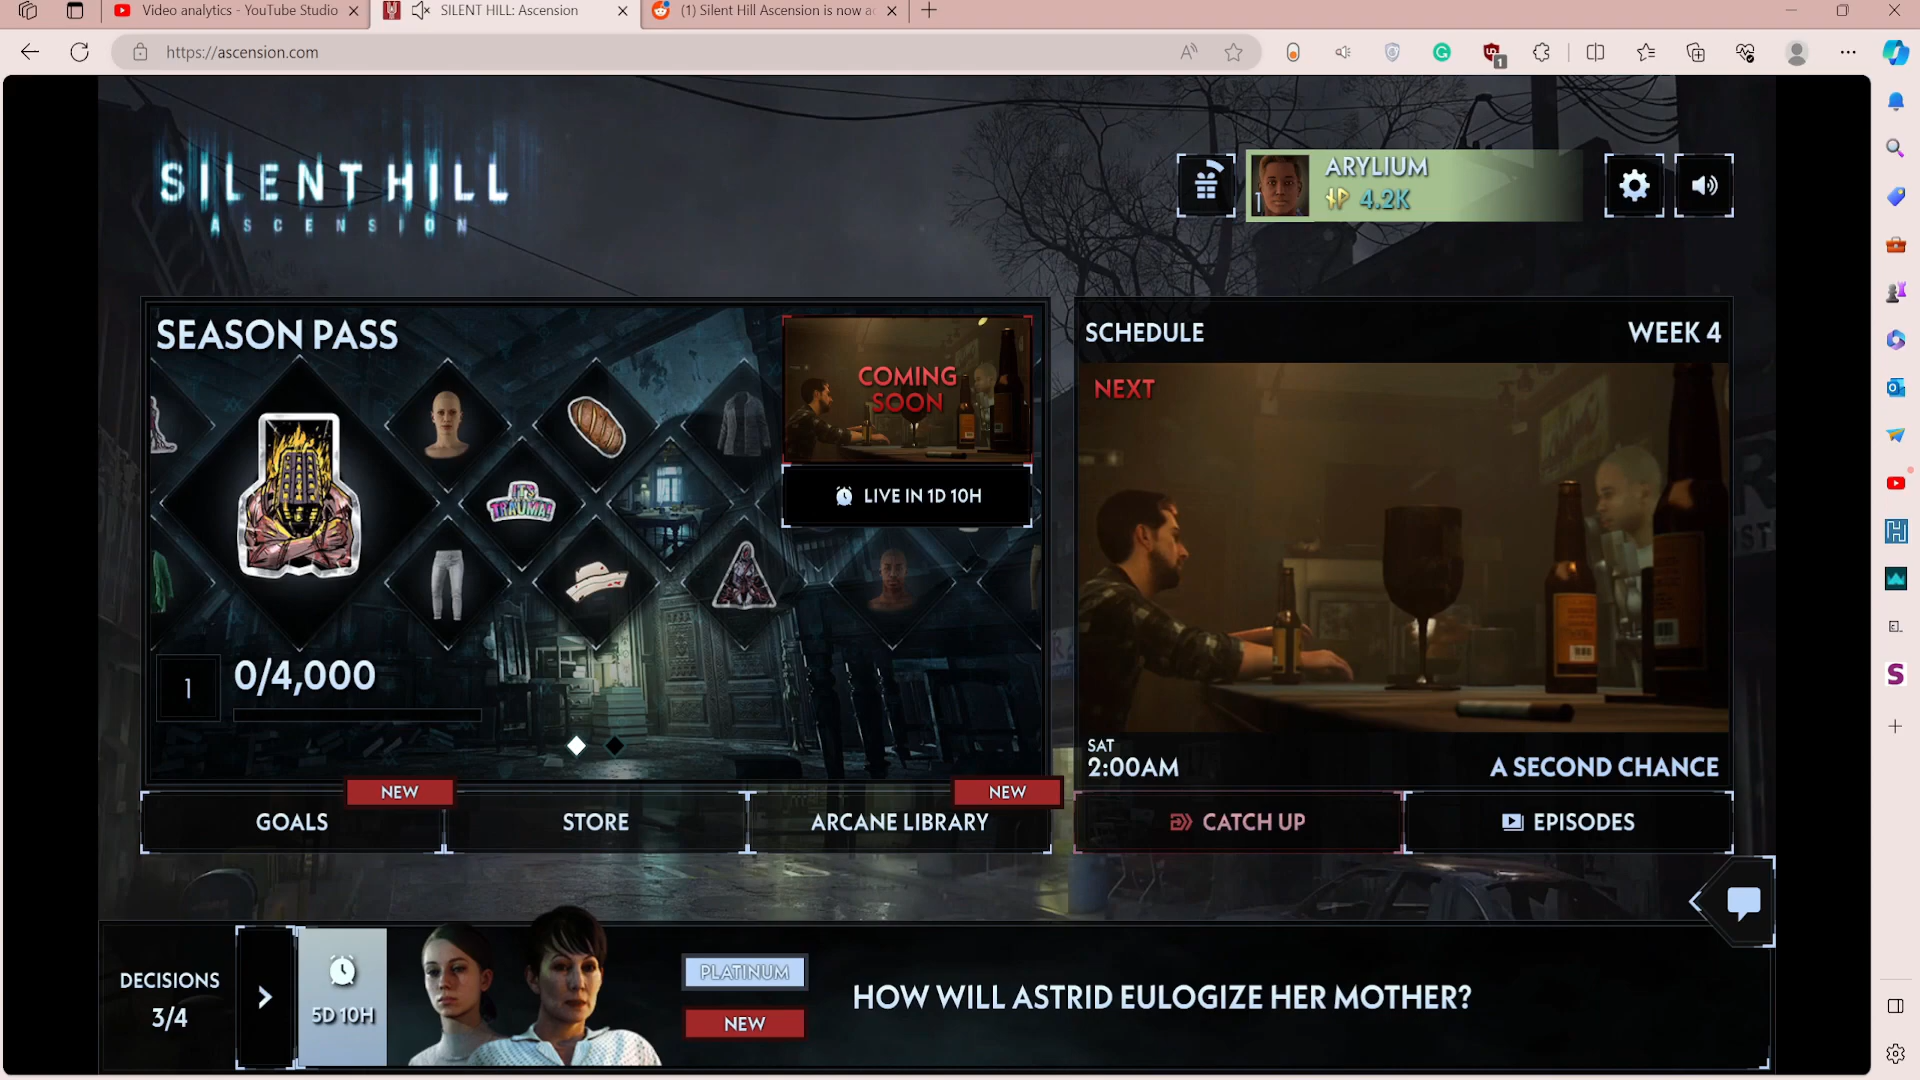 Video analytics - YouTube Studio
SILENT HILL: Ascension
(1) Silent Hill Ascension is now a
https://ascension.com
1
SILENT HILL
ASCENSION
1
ARYLIUM
4.2K
SEASON PASS
COMING
SOON
LIVE IN 1D 10H
IT'S
TRAUMA!
1
0/4,000
SCHEDULE
WEEK 4
NEXT
SAT
2:00AM
A SECOND CHANCE
NEW
GOALS
STORE
NEW
ARCANE LIBRARY
CATCH UP
EPISODES
DECISIONS
3/4
5D 10H
PLATINUM
NEW
HOW WILL ASTRID EULOGIZE HER MOTHER?